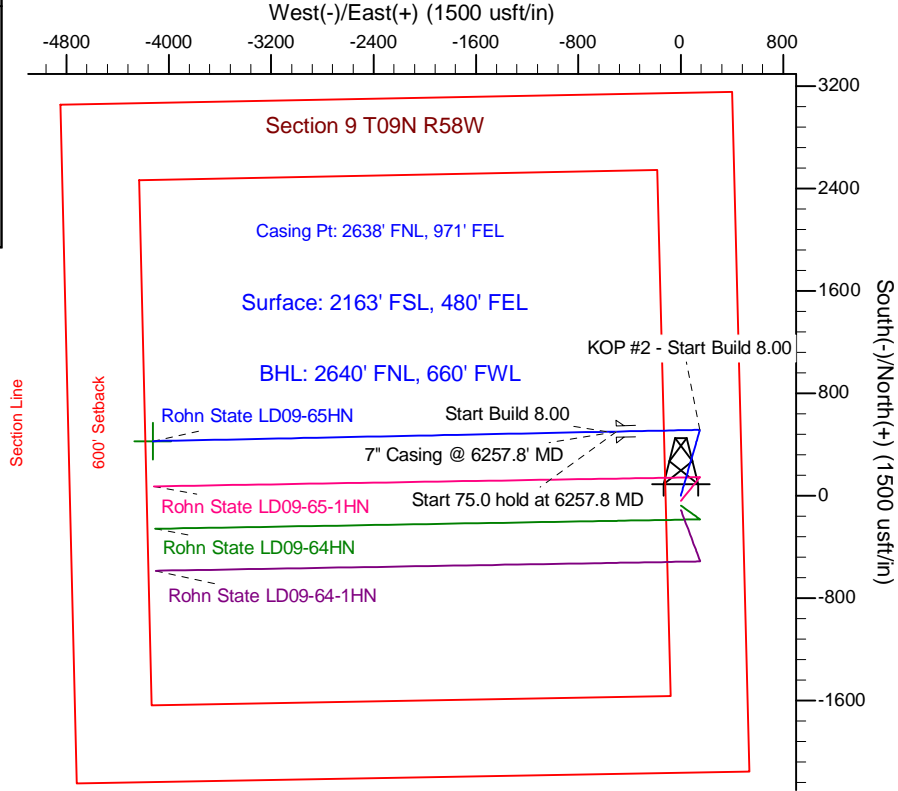 West(-)/East(+) (1500 usft/in)
-4800 -4000 -3200 -2400 -1600 -800 0 800
3200
2400
1600
800
0
-800
-1600
South(-)/North(+) (1500 usft/in)
Section 9 T09N R58W
Casing Pt: 2638' FNL, 971' FEL
Surface: 2163' FSL, 480' FEL
KOP #2 - Start Build 8.00
BHL: 2640' FNL, 660' FWL
Section Line
600' Setback
Rohn State LD09-65HN
Start Build 8.00
7" Casing @ 6257.8' MD
Start 75.0 hold at 6257.8 MD
Rohn State LD09-65-1HN
Rohn State LD09-64HN
Rohn State LD09-64-1HN